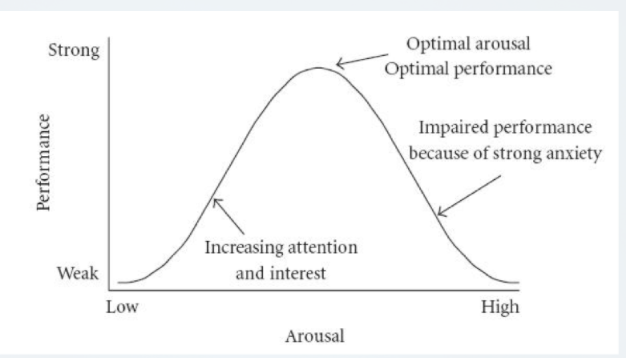 Strong
Optimal arousal
Optimal performance
Impaired performance
because of strong anxiety
Performance
Increasing attention
and interest
Weak
Low
High
Arousal